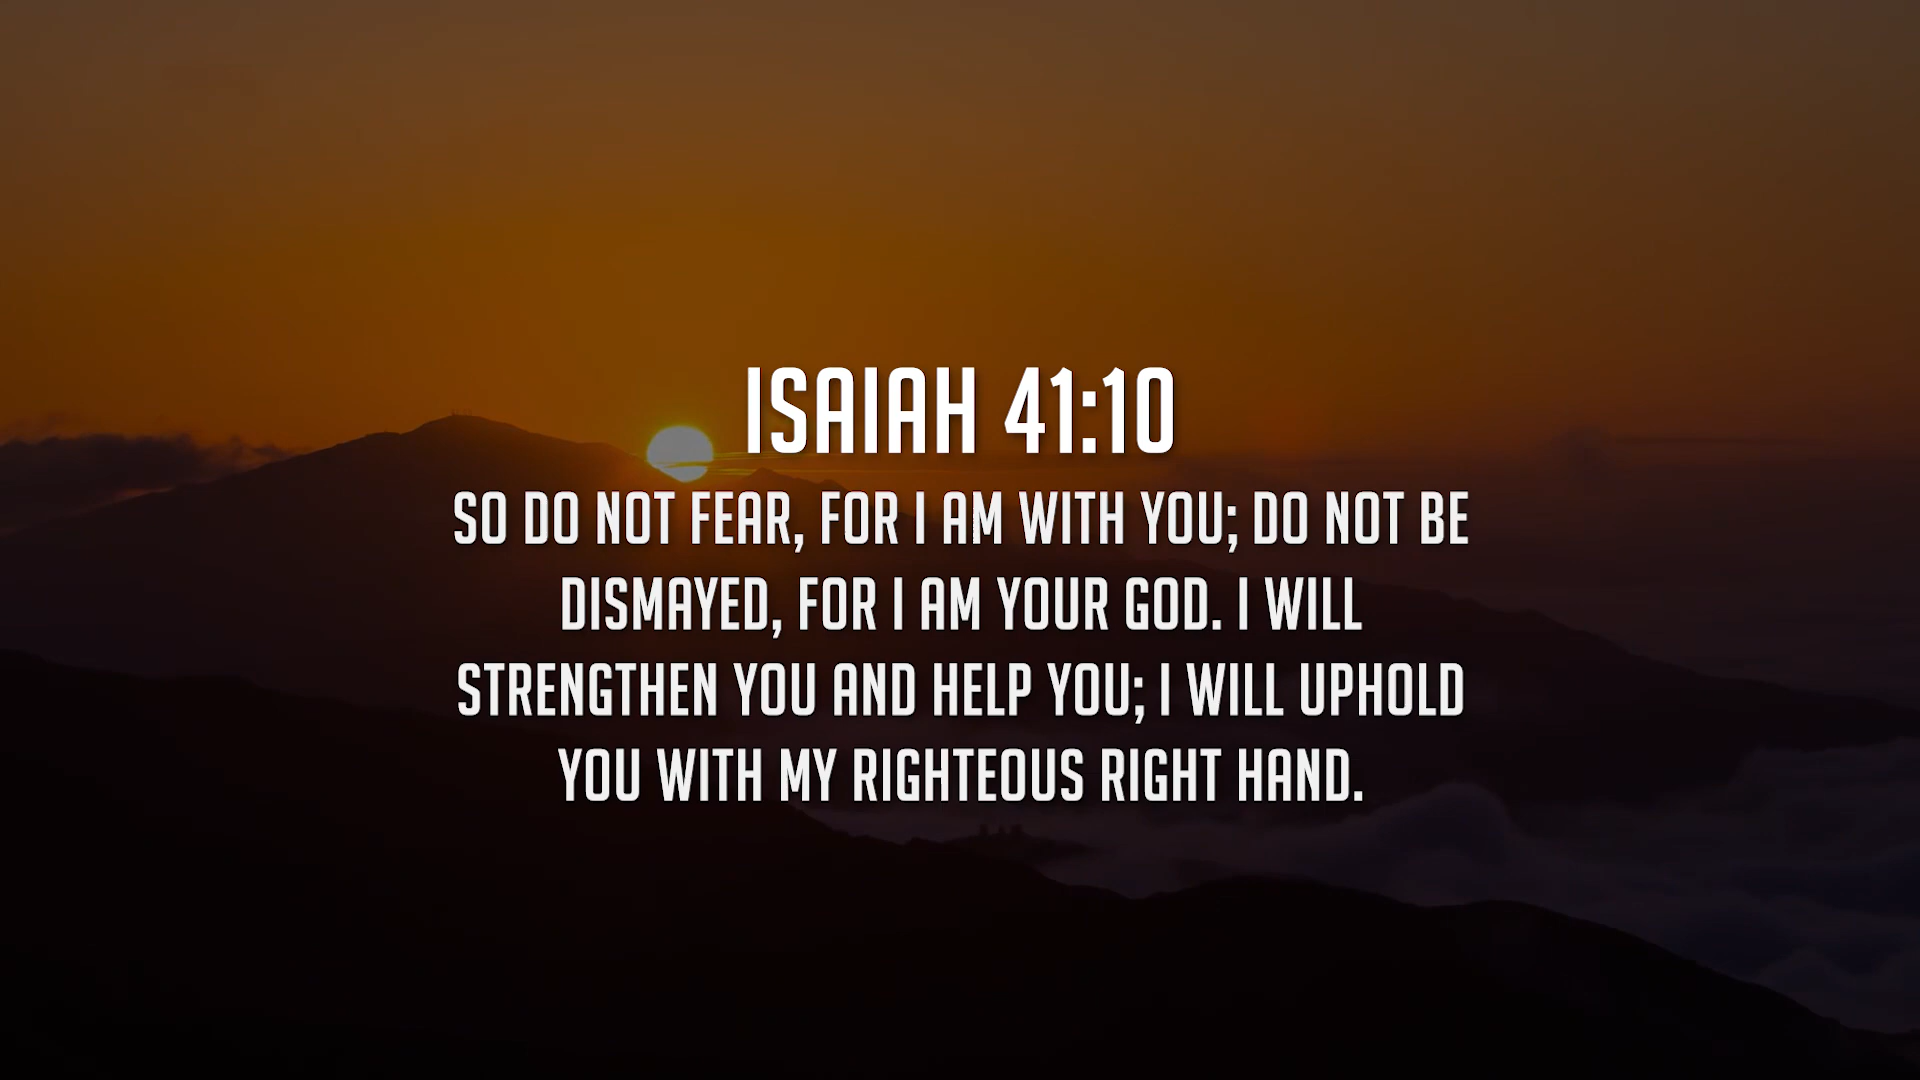 ISAIAH 41:10
SO DO NOT FEAR, FOR I AM WITH YOU; DO NOT BE
DISMAYED, FOR I AM YOUR GOD. I WILL
STRENGTHEN YOU AND HELP YOU; I WILL UPHOLD
YOU WITH MY RIGHTEOUS RIGHT HAND.